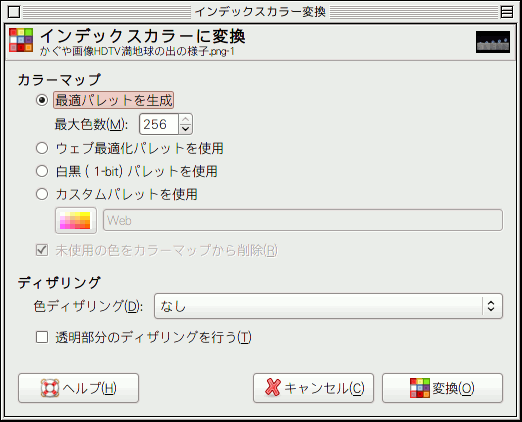 インデックスカラー変換
インデックスカラーに変換
かぐや画像HDTV満地球の出の様子.png-1
カラーマップ
最適パレットを生成
最大色数(M): 256
ウェブ最適化パレットを使用
白黒 ( 1-bit) パレットを使用
カスタムパレットを使用
Web
未使用の色をカラーマップから削除(R)
ディザリング
色ディザリング(D): なし
透明部分のディザリングを行う(T)
ヘルプ(H) キャンセル(C) 変換(O)